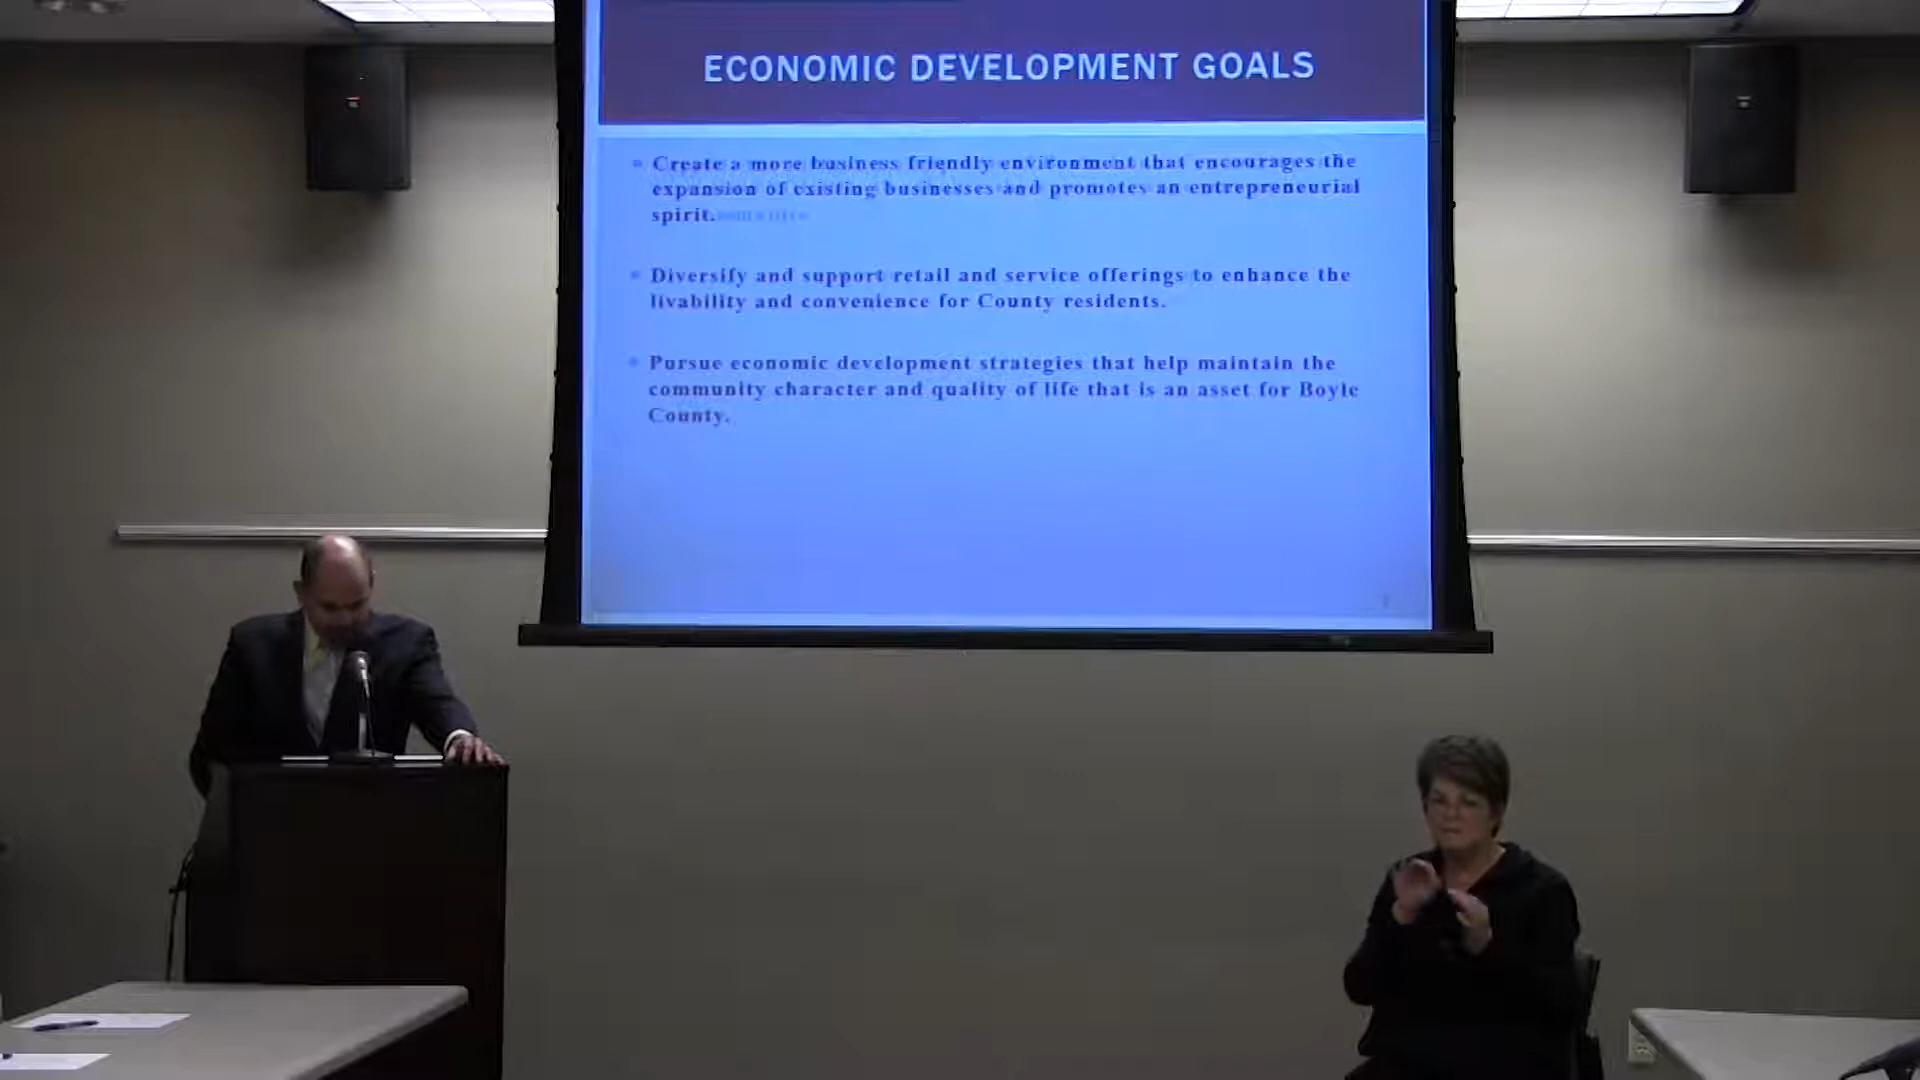 ECONOMIC DEVELOPMENT GOALS
Create a more business friendly environment that encourages the
expansion of existing businesses and promotes an entrepreneurial
spirit.
Diversify and support retail and service offerings to enhance the
livability and convenience for County residents.
Pursue economic development strategies that help maintain the
community character and quality of life that is an asset for Boyle
County.